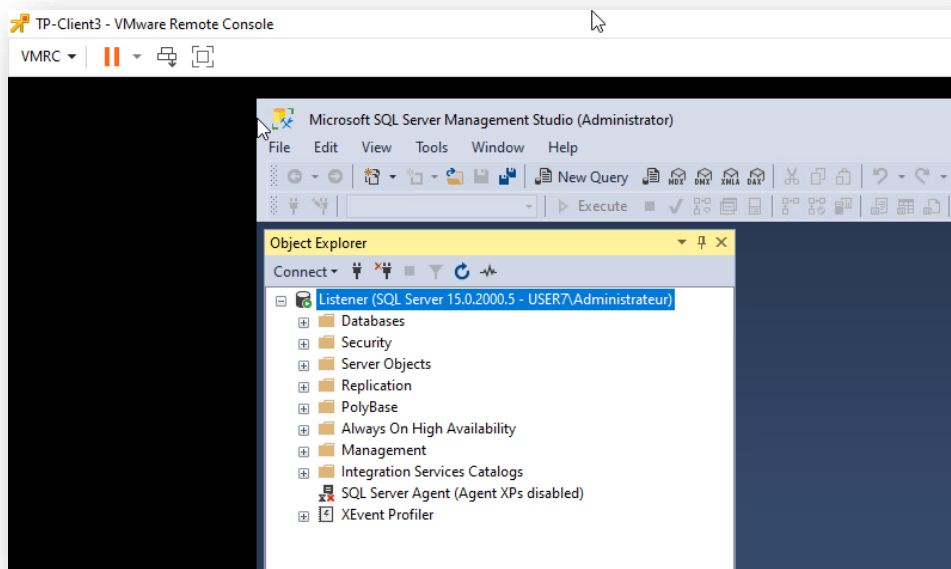 TP-Client3 - VMware Remote Console
VMRC
Microsoft SQL Server Management Studio (Administrator)
File Edit View Tools Window Help
New Query MDX DMX XMLA DAX
Execute
Object Explorer
Connect
Listener (SQL Server 15.0.2000.5 - USER7\Administrateur)
Databases
Security
Server Objects
Replication
PolyBase
Always On High Availability
Management
Integration Services Catalogs
SQL Server Agent (Agent XPs disabled)
XEvent Profiler